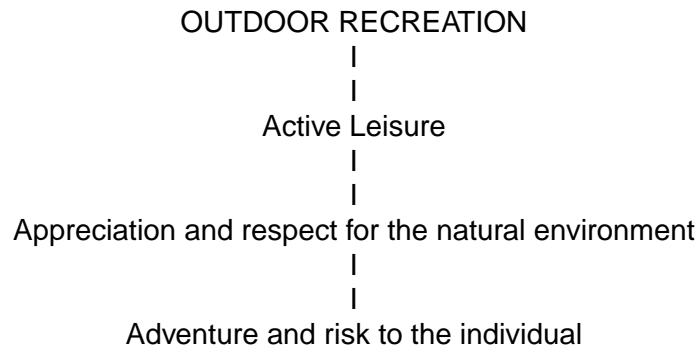 OUTDOOR RECREATION
Active Leisure
Appreciation and respect for the natural environment
Adventure and risk to the individual